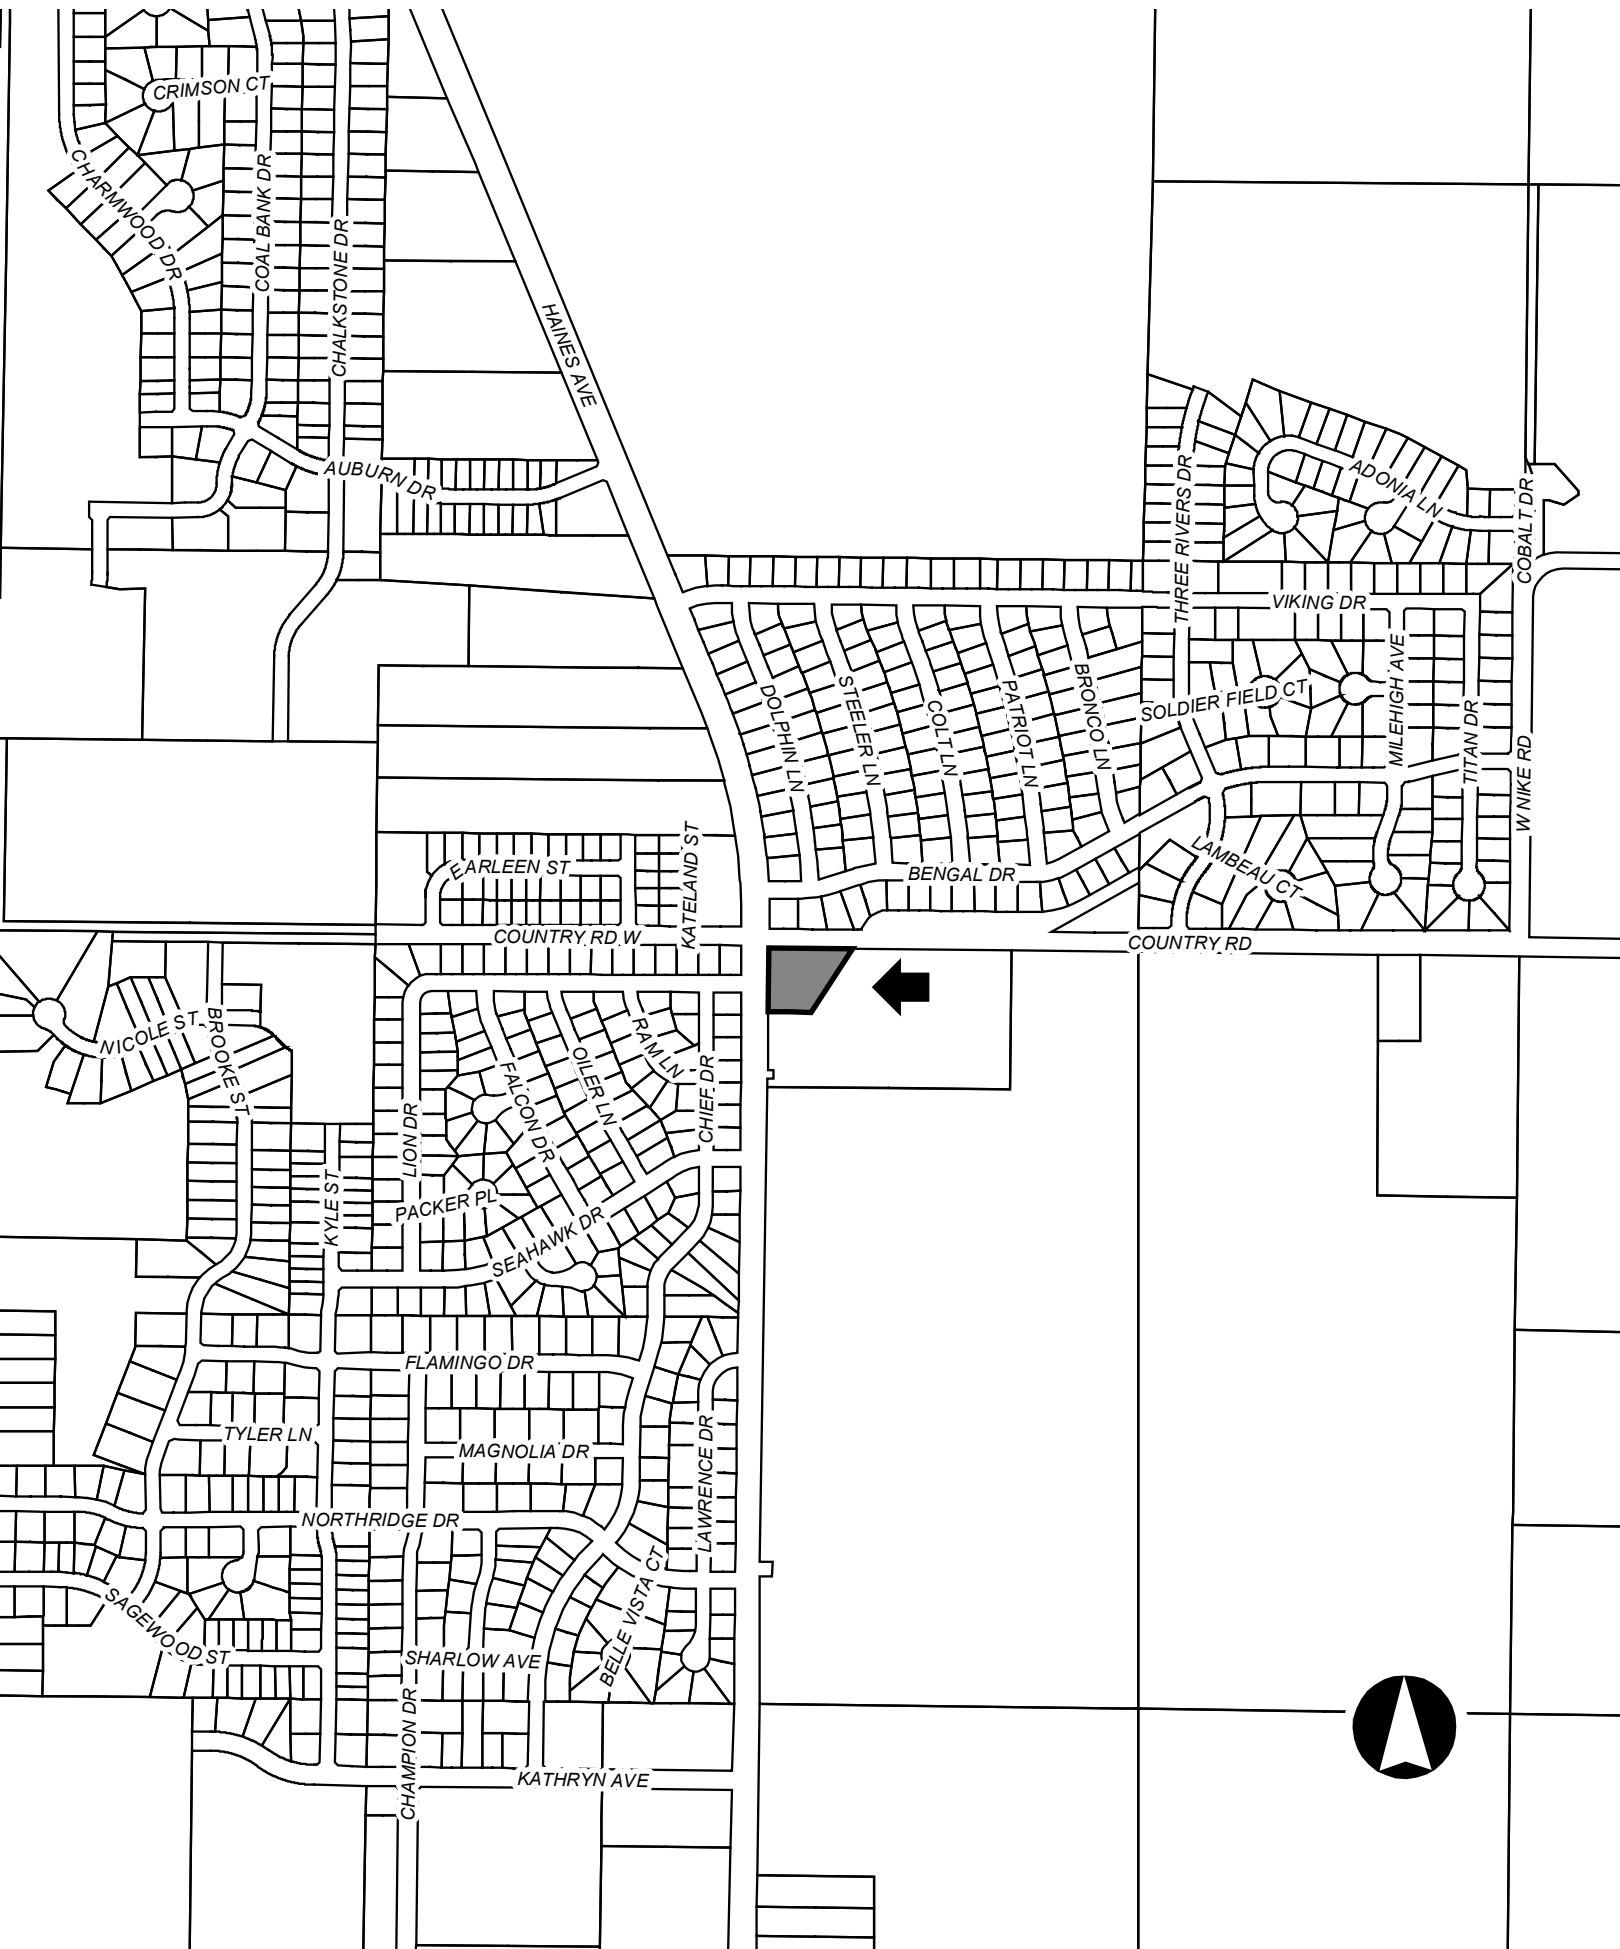 CRIMSON CT
CHARMWOOD DR
COAL BANK DR
CHALKSTONE DR
HAINES AVE
AUBURN DR
THREE RIVERS DR
ADONIA LN
COBALT DR
VIKING DR
DOLPHIN LN
STEELER LN
COLT LN
PATRIOT LN
BRONCO LN
SOLDIER FIELD CT
MILEHIGH AVE
TITAN DR
W NIKE RD
EARLEEN ST
KATELAND ST
BENGAL DR
LAMBEAU CT
COUNTRY RD W
COUNTRY RD
NICOLE ST
BROOKE ST
RAM LN
OILER LN
FALCON DR
CHIEF DR
LION DR
KYLE ST
PACKER PL
SEAHAWK DR
FLAMINGO DR
TYLER LN
MAGNOLIA DR
LAWRENCE DR
NORTHRIDGE DR
BELLE VISTA CT
SAGEWOOD ST
SHARLOW AVE
CHAMPION DR
KATHRYN AVE